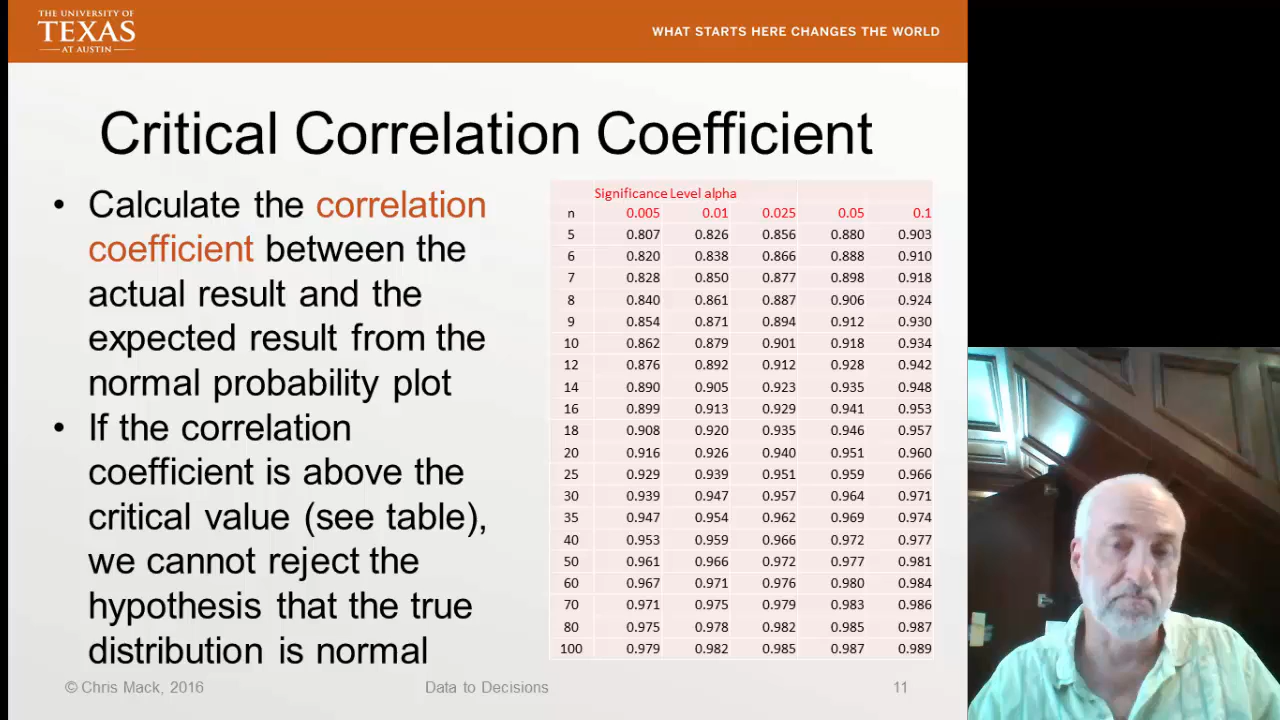 THE UNIVERSITY OF
TEXAS
AT AUSTIN
WHAT STARTS HERE CHANGES THE WORLD
Critical Correlation Coefficient
• Calculate the correlation
coefficient between the
actual result and the
expected result from the
normal probability plot
• If the correlation
coefficient is above the
critical value (see table),
we cannot reject the
hypothesis that the true
distribution is normal
Significance Level alpha
n 0.005 0.01 0.025 0.05 0.1
5 0.807 0.826 0.856 0.880 0.903
6 0.820 0.838 0.866 0.888 0.910
7 0.828 0.850 0.877 0.898 0.918
8 0.840 0.861 0.887 0.906 0.924
9 0.854 0.871 0.894 0.912 0.930
10 0.862 0.879 0.901 0.918 0.934
12 0.876 0.892 0.912 0.928 0.942
14 0.890 0.905 0.923 0.935 0.948
16 0.899 0.913 0.929 0.941 0.953
18 0.908 0.920 0.935 0.946 0.957
20 0.916 0.926 0.940 0.951 0.960
25 0.929 0.939 0.951 0.959 0.966
30 0.939 0.947 0.957 0.964 0.971
35 0.947 0.954 0.962 0.969 0.974
40 0.953 0.959 0.966 0.972 0.977
50 0.961 0.966 0.972 0.977 0.981
60 0.967 0.971 0.976 0.980 0.984
70 0.971 0.975 0.979 0.983 0.986
80 0.975 0.978 0.982 0.985 0.987
100 0.979 0.982 0.985 0.987 0.989
© Chris Mack, 2016
Data to Decisions
11